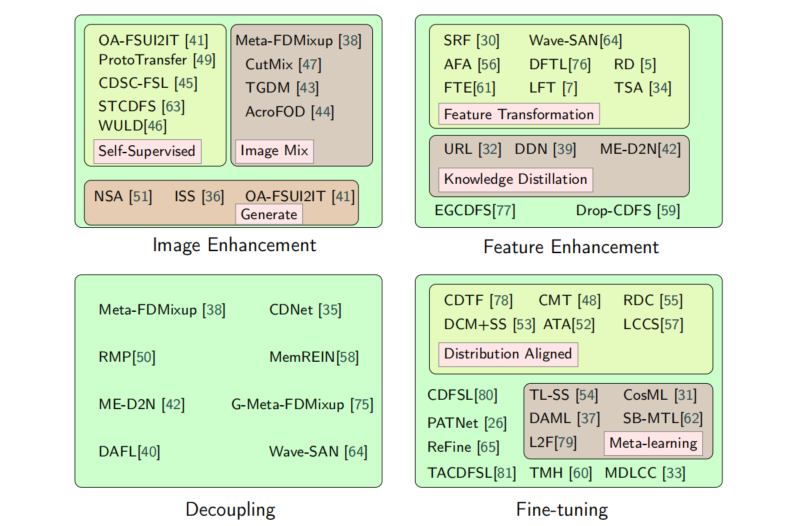 OA-FSUI2IT [41]
ProtoTransfer [49]
CDSC-FSL [45]
STCDFS [63]
WULD[46]
Self-Supervised
Meta-FDMixup [38]
CutMix [47]
TGDM [43]
AcroFOD [44]
Image Mix
NSA [51] ISS [36] OA-FSUI2IT [41]
Generate
Image Enhancement
SRF [30] Wave-SAN[64]
AFA [56] DFTL[76] RD [5]
FTE[61] LFT [7] TSA [34]
Feature Transformation
URL [32] DDN [39] ME-D2N[42]
Knowledge Distillation
EGCDFS[77] Drop-CDFS [59]
Feature Enhancement
Meta-FDMixup [38] CDNet [35]
RMP[50] MemREIN[58]
ME-D2N [42] G-Meta-FDMixup [75]
DAFL[40] Wave-SAN [64]
Decoupling
CDTF [78] CMT [48] RDC [55]
DCM+SS [53] ATA[52] LCCS[57]
Distribution Aligned
CDFSL[80]
PATNet [26]
ReFine [65]
TL-SS [54] CosML [31]
DAML [37] SB-MTL[62]
L2F[79] Meta-learning
TACDFSL[81] TMH [60] MDLCC [33]
Fine-tuning